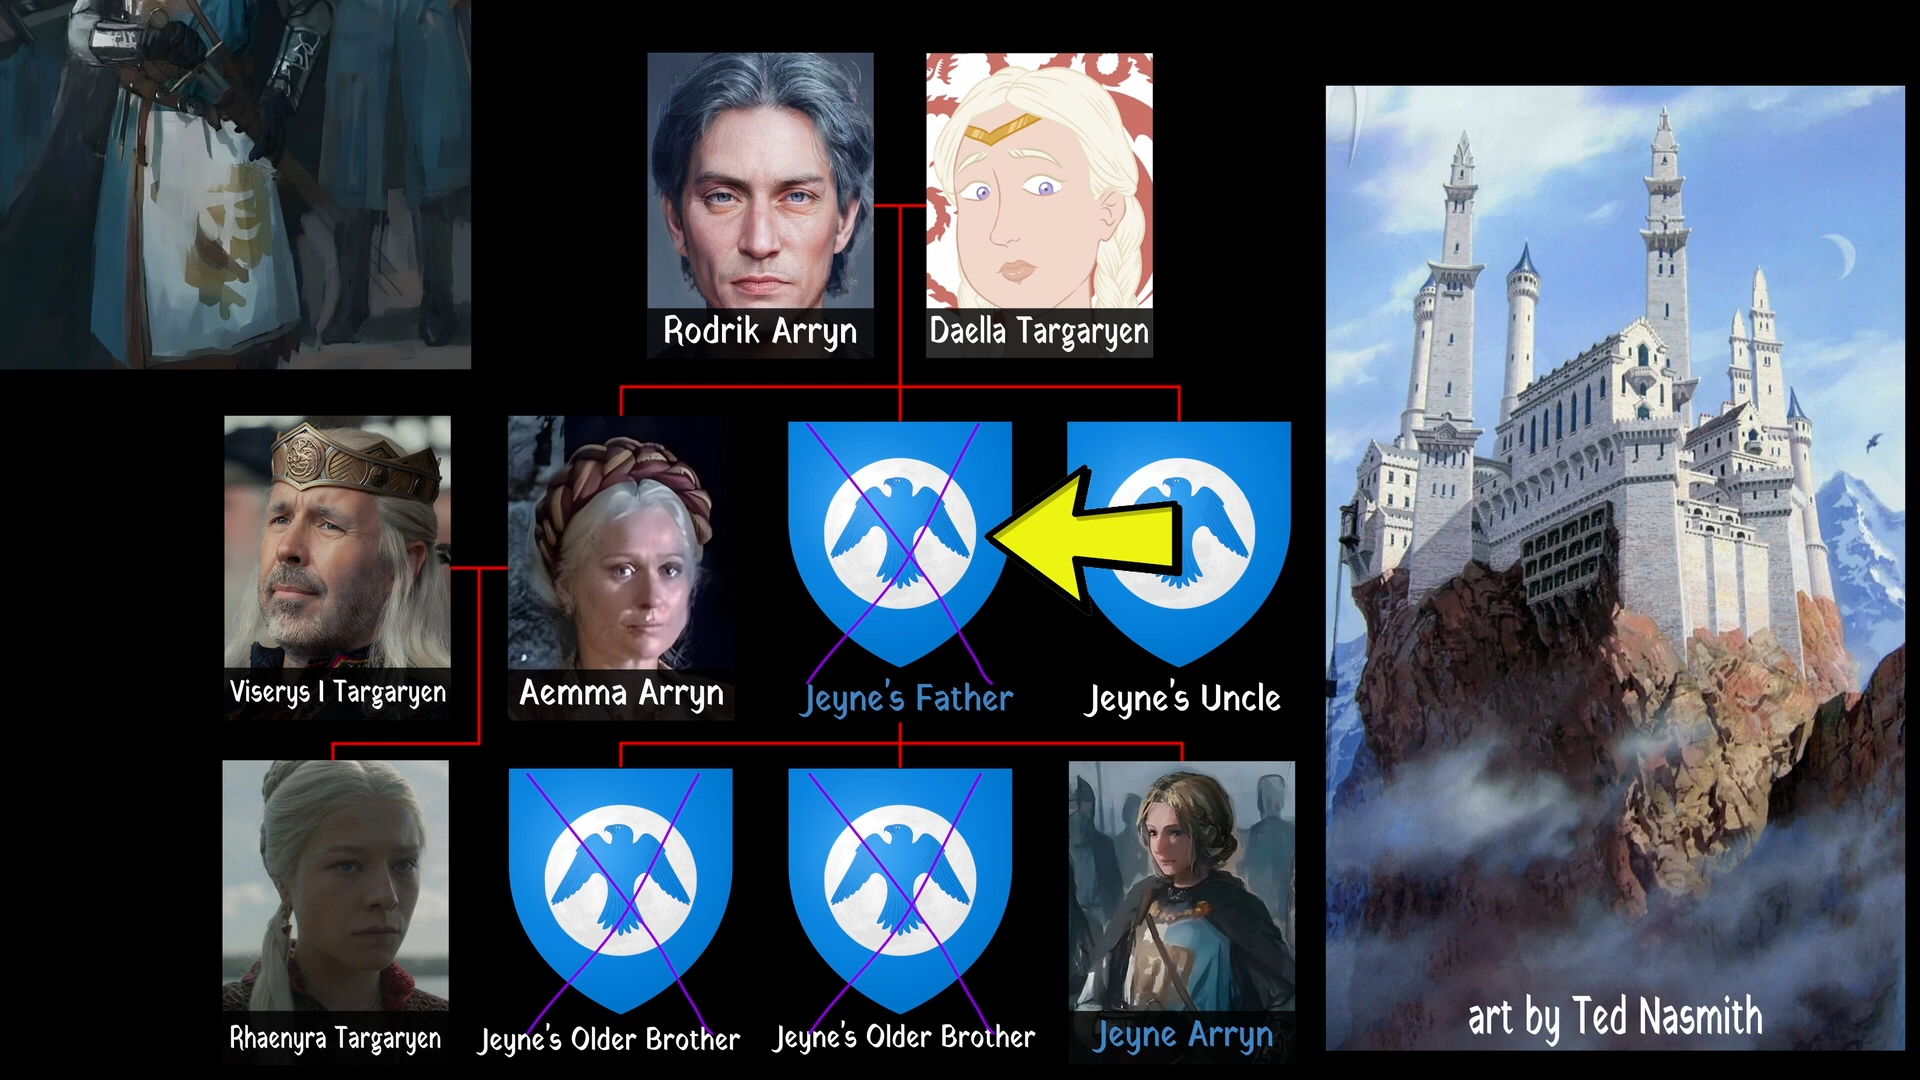 Rodrik Arryn
Daella Targaryen
Viserys I Targaryen
Aemma Arryn
Jeyne's Father
Jeyne's Uncle
Rhaenyra Targaryen
Jeyne's Older Brother
Jeyne's Older Brother
Jeyne Arryn
art by Ted Nasmith